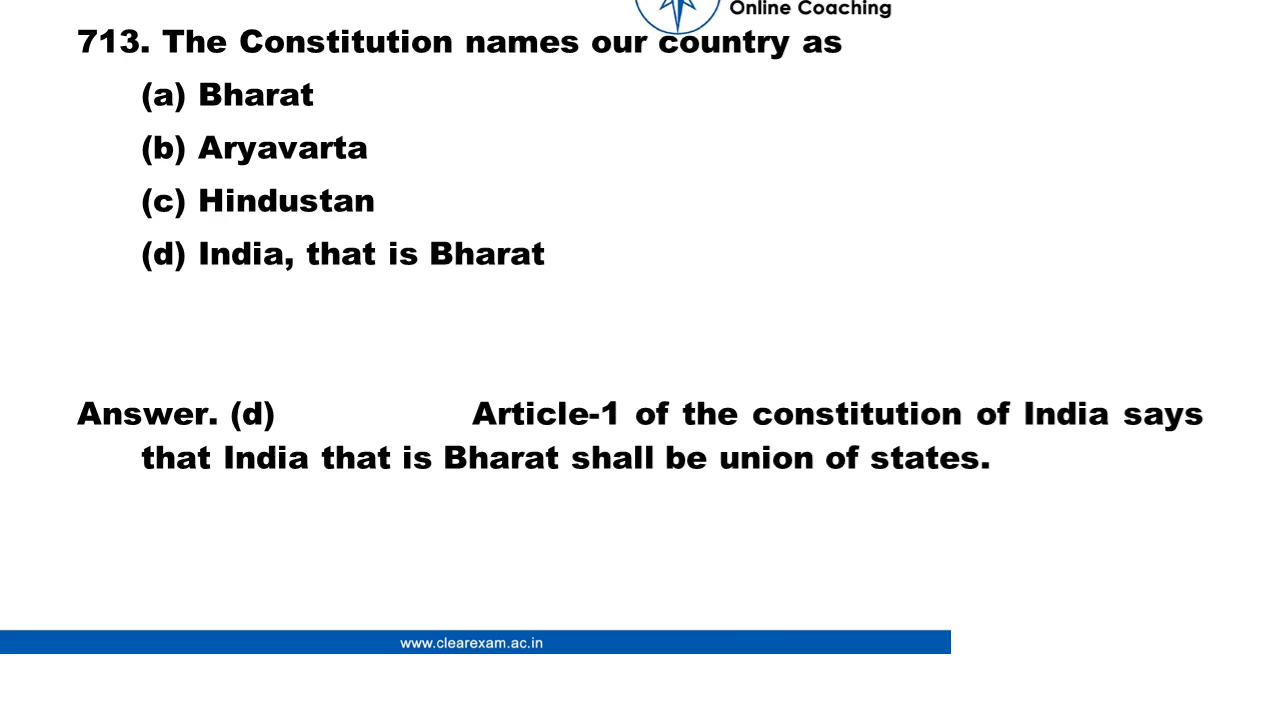 Online Coaching
713. The Constitution names our country as
(a) Bharat
(b) Aryavarta
(c) Hindustan
(d) India, that is Bharat
Answer. (d) Article-1 of the constitution of India says
that India that is Bharat shall be union of states.
www.clearexam.ac.in